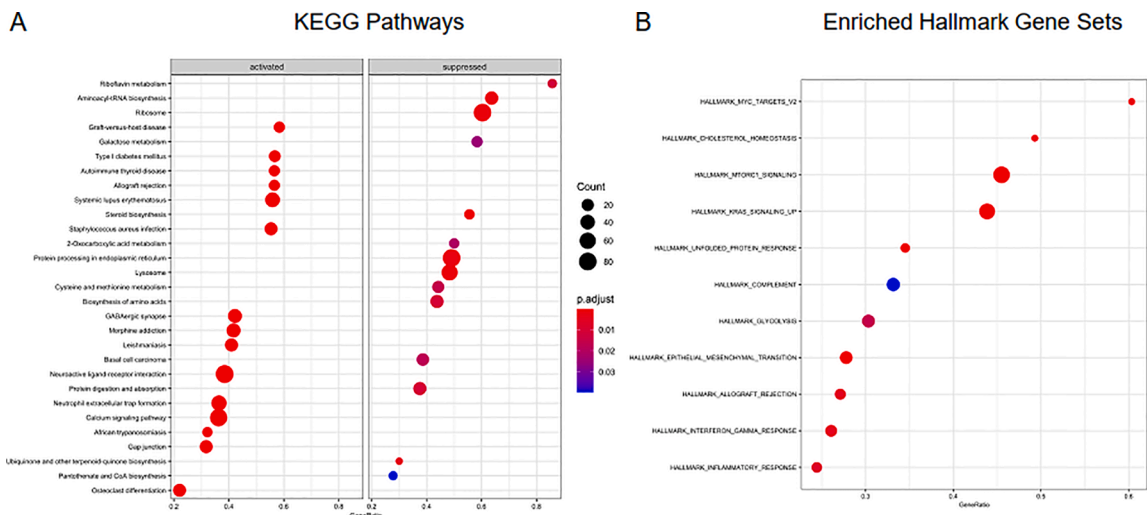 A
KEGG Pathways
B
Enriched Hallmark Gene Sets
activated
suppressed
Riboflavin metabolism
Aminoacyl-tRNA biosynthesis
Ribosome
Graft-versus-host disease
Galactose metabolism
Type I diabetes mellitus
Autoimmune thyroid disease
Allograft rejection
Systemic lupus erythematosus
Steroid biosynthesis
Staphylococcus aureus infection
2-Oxocarboxylic acid metabolism
Protein processing in endoplasmic reticulum
Lysosome
Cysteine and methionine metabolism
Biosynthesis of amino acids
GABAergic synapse
Morphine addiction
Leishmaniasis
Basal cell carcinoma
Neuroactive ligand-receptor interaction
Protein digestion and absorption
Neutrophil extracellular trap formation
Calcium signaling pathway
African trypanosomiasis
Gap junction
Ubiquinone and other terpenoid-quinone biosynthesis
Pantothenate and CoA biosynthesis
Osteoclast differentiation
0.2 0.4 0.6 0.8 0.2 0.4 0.6 0.8
GeneRatio
Count
20
40
60
80
p.adjust
0.01
0.02
0.03
HALLMARK_MYC_TARGETS_V2
HALLMARK_CHOLESTEROL_HOMEOSTASIS
HALLMARK_MTORC1_SIGNALING
HALLMARK_KRAS_SIGNALING_UP
HALLMARK_UNFOLDED_PROTEIN_RESPONSE
HALLMARK_COMPLEMENT
HALLMARK_GLYCOLYSIS
HALLMARK_EPITHELIAL_MESENCHYMAL_TRANSITION
HALLMARK_ALLOGRAFT_REJECTION
HALLMARK_INTERFERON_GAMMA_RESPONSE
HALLMARK_INFLAMMATORY_RESPONSE
0.3 0.4 0.5 0.6
GeneRatio